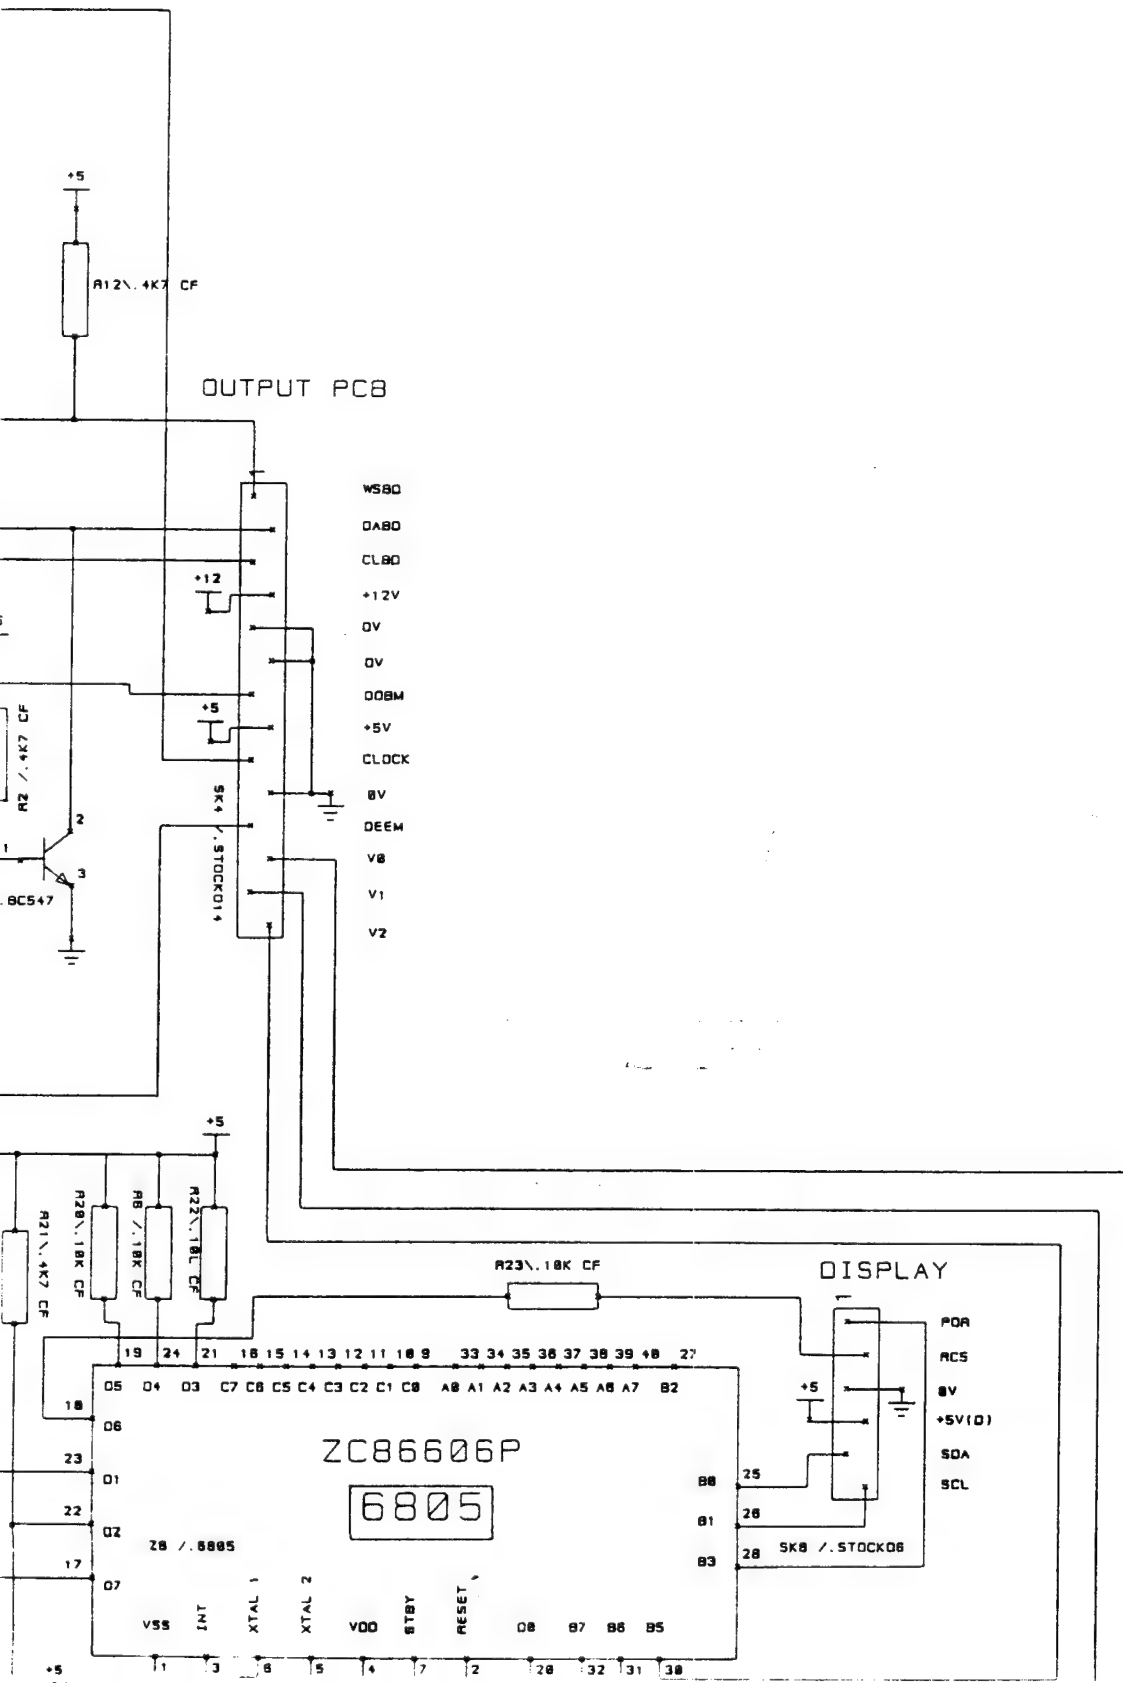 +5
R12\.4K7 CF
OUTPUT PCB
1
WSBD
DABD
CLBD
+12
+12V
0V
0V
DOBM
+5
+5V
CLOCK
R2 /.4K7 CF
SK4 /.STOCKO14
0V
DEEM
2
1
3
.BC547
V0
V1
V2
+5
R21\.4K7 CF
R20\.10K CF
R8 /.10K CF
R22\.10L CF
R23\.10K CF
DISPLAY
1
POR
RCS
0V
+5
+5V(D)
SDA
SCL
SK8 /.STOCKO6
19 24 21 16 15 14 13 12 11 10 9 33 34 35 36 37 38 39 40 27
D5 D4 D3 C7 C6 C5 C4 C3 C2 C1 C0 A0 A1 A2 A3 A4 A5 A6 A7 B2
18
D6
23
D1
22
D2
17
D7
ZC86606P
6805
Z8 /.6805
B0 25
B1 26
B3 28
VSS INT XTAL 1 XTAL 2 VDD STBY RESET D0 B7 B6 B5
1 3 6 5 4 7 2 20 32 31 30
+5